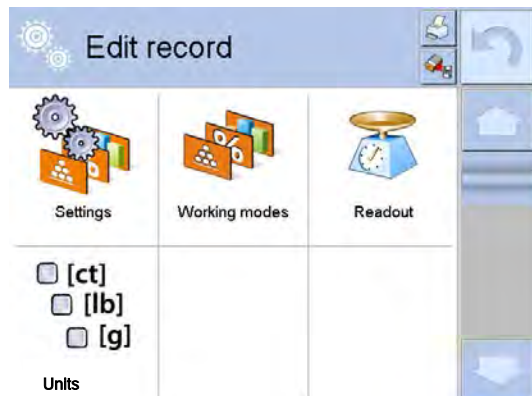 Edit record
Settings
Working modes
Readout
[ct]
[lb]
[g]
Units